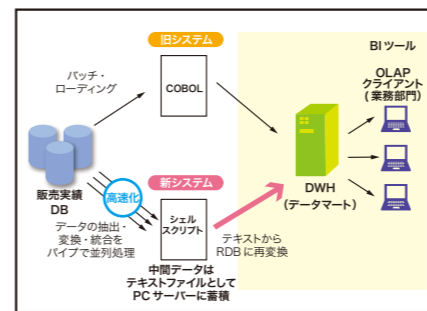 旧システム
BIツール
バッチ・
ローディング
COBOL
OLAP
クライアント
(業務部門)
販売実績
DB
高速化
新システム
シェル
スクリプト
DWH
(データマート)
データの抽出・
変換・統合を
パイプで並列処理
テキストから
RDBに再変換
中間データは
テキストファイルとして
PCサーバーに蓄積